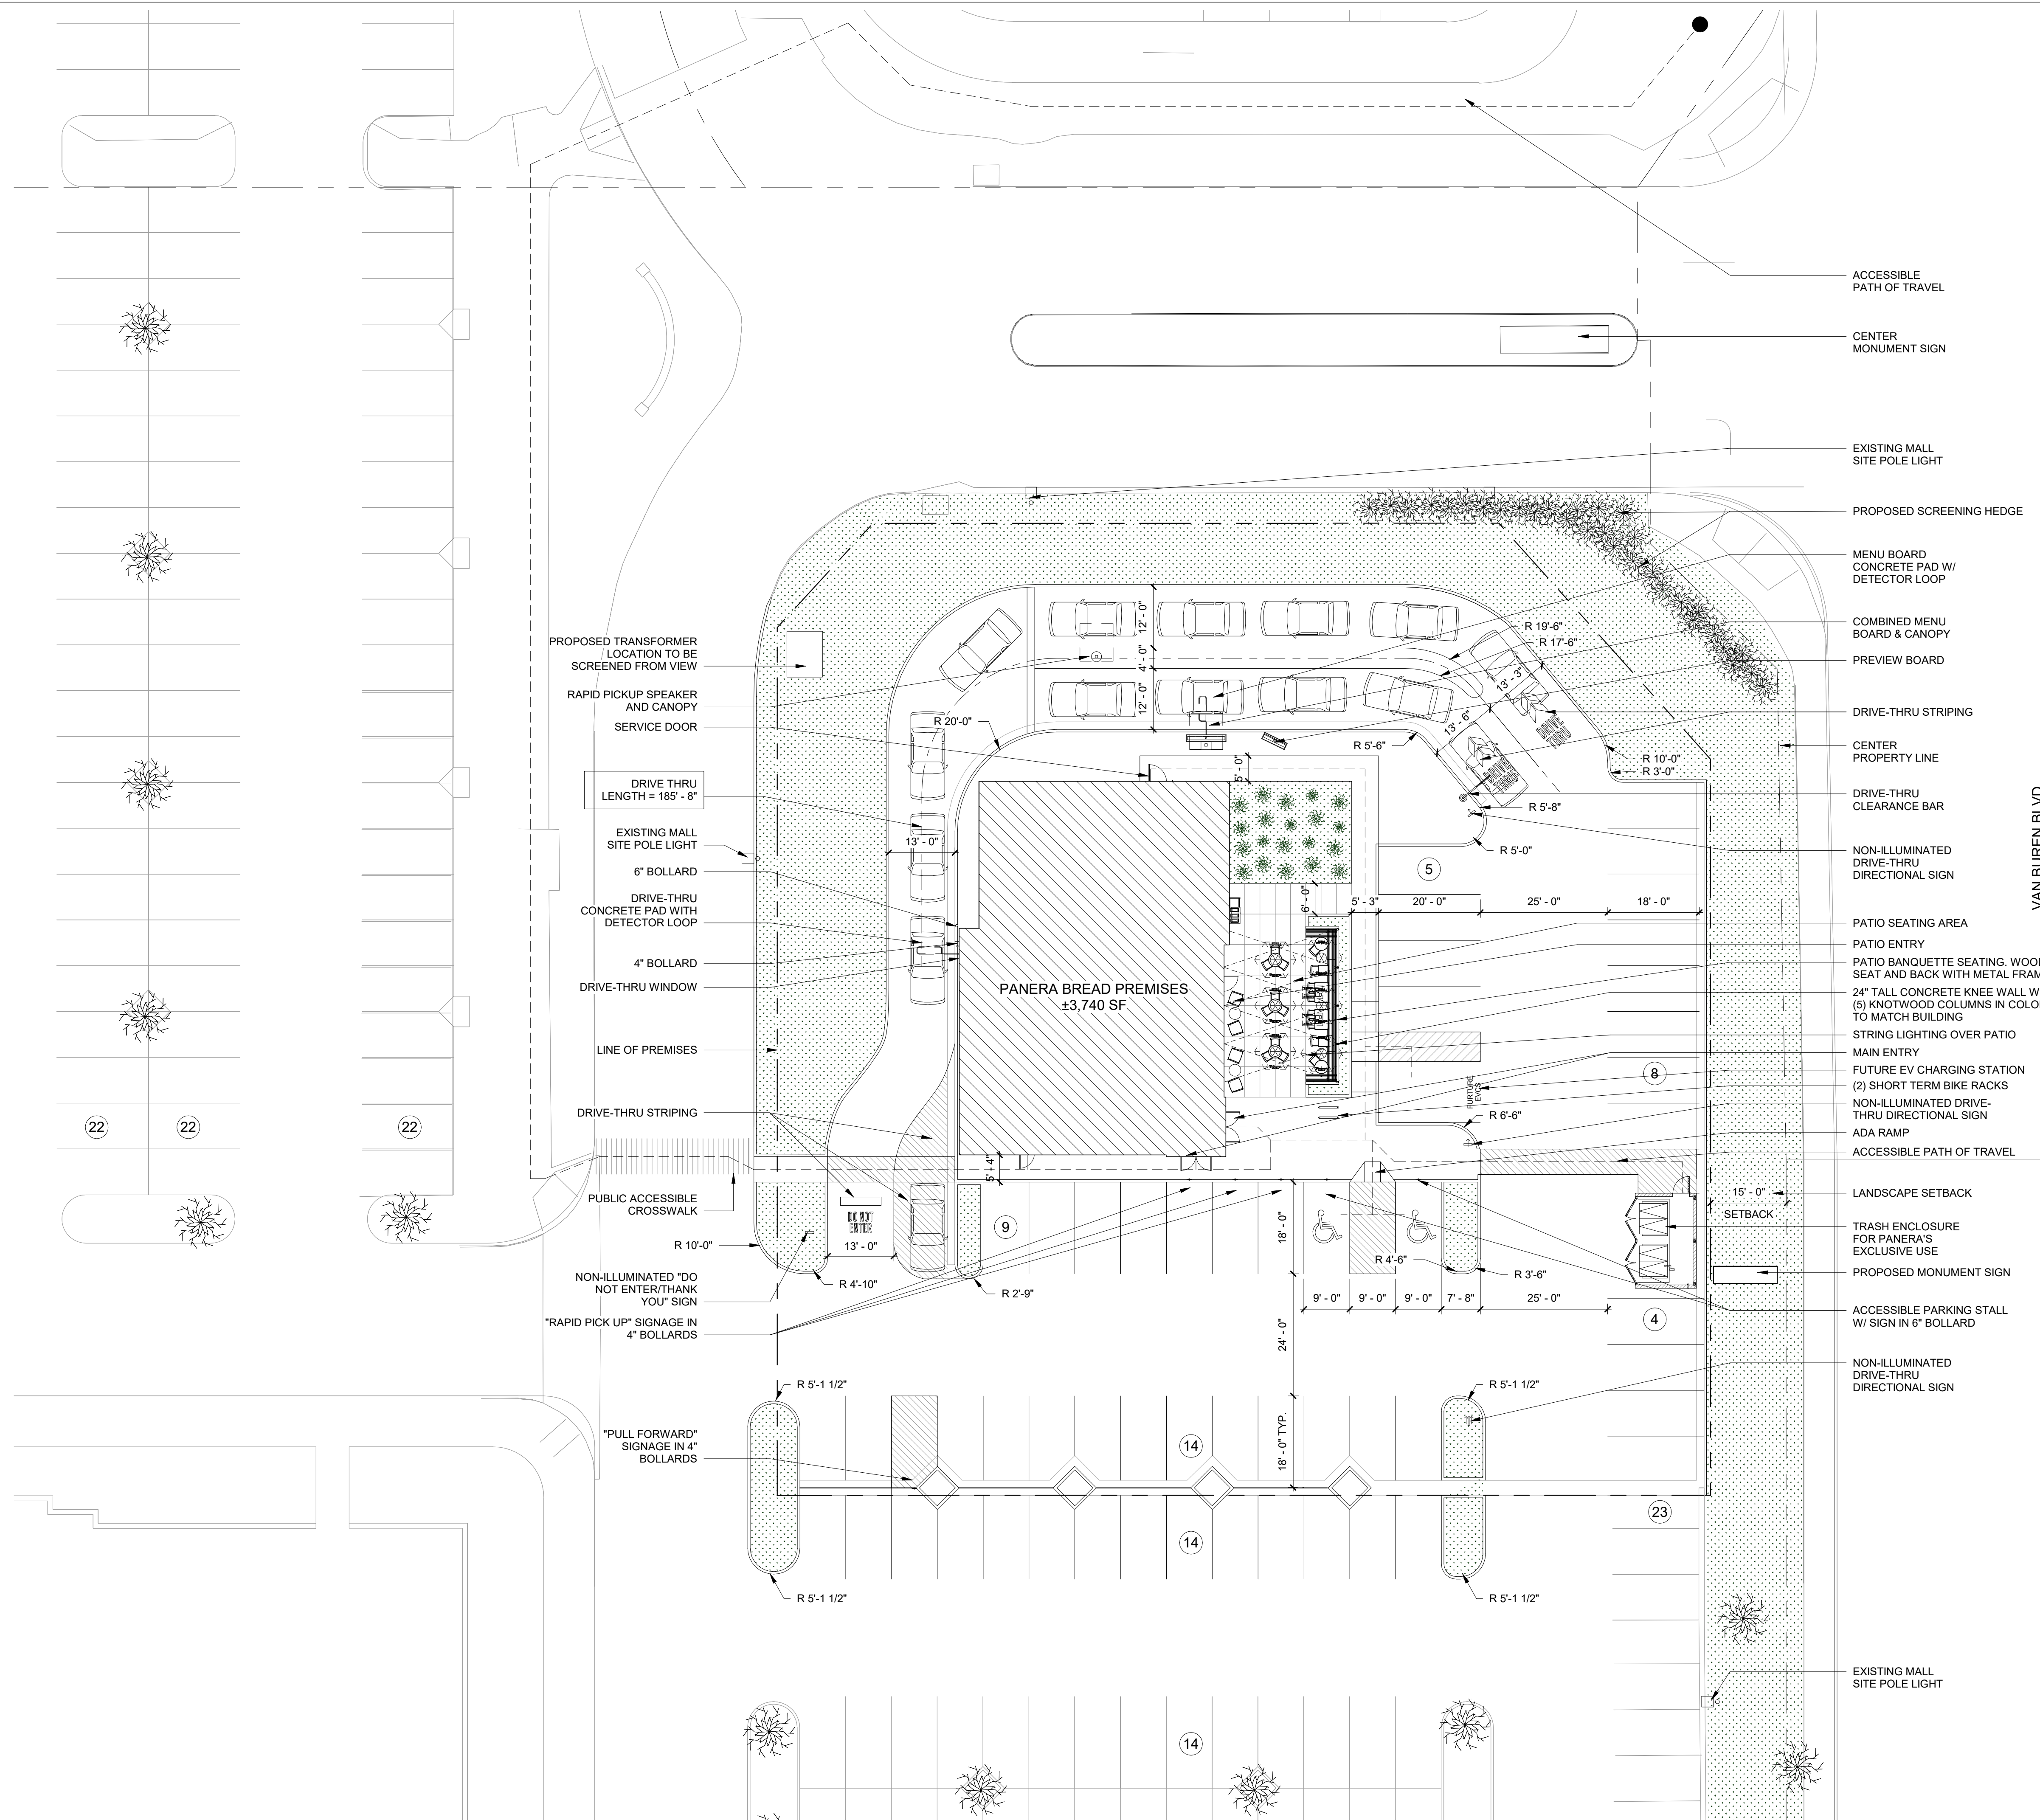 ACCESSIBLE
PATH OF TRAVEL
CENTER
MONUMENT SIGN
EXISTING MALL
SITE POLE LIGHT
PROPOSED SCREENING HEDGE
MENU BOARD
CONCRETE PAD W/
DETECTOR LOOP
COMBINED MENU
BOARD & CANOPY
PREVIEW BOARD
DRIVE-THRU STRIPING
CENTER
PROPERTY LINE
DRIVE-THRU
CLEARANCE BAR
NON-ILLUMINATED
DRIVE-THRU
DIRECTIONAL SIGN
PATIO SEATING AREA
PATIO ENTRY
PATIO BANQUETTE SEATING. WOOD
SEAT AND BACK WITH METAL FRAM
24" TALL CONCRETE KNEE WALL W
(5) KNOTWOOD COLUMNS IN COLO
TO MATCH BUILDING
STRING LIGHTING OVER PATIO
MAIN ENTRY
FUTURE EV CHARGING STATION
(2) SHORT TERM BIKE RACKS
NON-ILLUMINATED DRIVE-
THRU DIRECTIONAL SIGN
ADA RAMP
ACCESSIBLE PATH OF TRAVEL
LANDSCAPE SETBACK
TRASH ENCLOSURE
FOR PANERA'S
EXCLUSIVE USE
PROPOSED MONUMENT SIGN
ACCESSIBLE PARKING STALL
W/ SIGN IN 6" BOLLARD
NON-ILLUMINATED
DRIVE-THRU
DIRECTIONAL SIGN
EXISTING MALL
SITE POLE LIGHT
VAN BUREN BLVD
PROPOSED TRANSFORMER
LOCATION TO BE
SCREENED FROM VIEW
RAPID PICKUP SPEAKER
AND CANOPY
SERVICE DOOR
DRIVE THRU
LENGTH = 185' - 8"
EXISTING MALL
SITE POLE LIGHT
6" BOLLARD
DRIVE-THRU
CONCRETE PAD WITH
DETECTOR LOOP
4" BOLLARD
DRIVE-THRU WINDOW
LINE OF PREMISES
DRIVE-THRU STRIPING
PUBLIC ACCESSIBLE
CROSSWALK
R 10'-0"
NON-ILLUMINATED "DO
NOT ENTER/THANK
YOU" SIGN
"RAPID PICK UP" SIGNAGE IN
4" BOLLARDS
"PULL FORWARD"
SIGNAGE IN 4"
BOLLARDS
12' - 0"
4' - 0"
12' - 0"
R 19'-6"
R 17'-6"
13' - 3"
13' - 6"
DRIVE
THRU
R 20'-0"
R 5'-6"
R 10'-0"
R 3'-0"
5' - 0"
R 5'-8"
R 5'-0"
13' - 0"
5
6' - 0"
5' - 3"
20' - 0"
25' - 0"
18' - 0"
PANERA BREAD PREMISES
±3,740 SF
8
FURTURE
EVCS
R 6'-6"
22
22
22
5' - 4"
15' - 0"
SETBACK
DO NOT
ENTER
9
13' - 0"
18' - 0"
R 4'-6"
R 3'-6"
R 4'-10"
R 2'-9"
9' - 0"
9' - 0"
9' - 0"
7' - 8"
25' - 0"
4
24' - 0"
R 5'-1 1/2"
R 5'-1 1/2"
18' - 0" TYP.
14
23
14
R 5'-1 1/2"
R 5'-1 1/2"
14